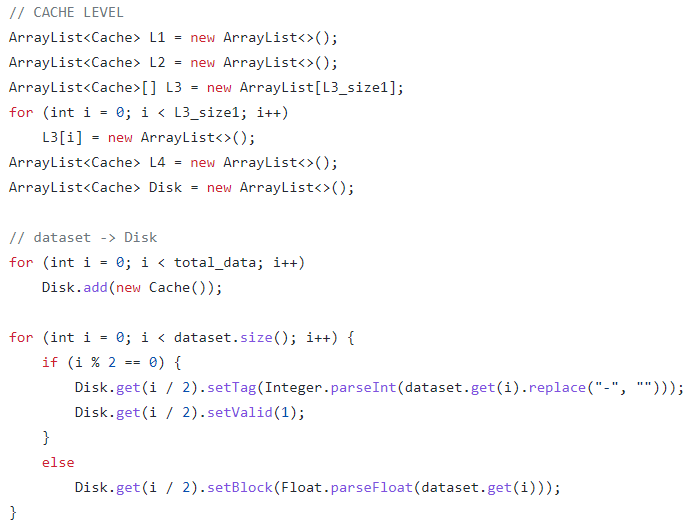 // CACHE LEVEL
ArrayList<Cache> L1 = new ArrayList<>();
ArrayList<Cache> L2 = new ArrayList<>();
ArrayList<Cache>[] L3 = new ArrayList[L3_size1];
for (int i = 0; i < L3_size1; i++)
    L3[i] = new ArrayList<>();
ArrayList<Cache> L4 = new ArrayList<>();
ArrayList<Cache> Disk = new ArrayList<>();

// dataset -> Disk
for (int i = 0; i < total_data; i++)
    Disk.add(new Cache());

for (int i = 0; i < dataset.size(); i++) {
    if (i % 2 == 0) {
        Disk.get(i / 2).setTag(Integer.parseInt(dataset.get(i).replace("-", "")));
        Disk.get(i / 2).setValid(1);
    }
    else
        Disk.get(i / 2).setBlock(Float.parseFloat(dataset.get(i)));
}